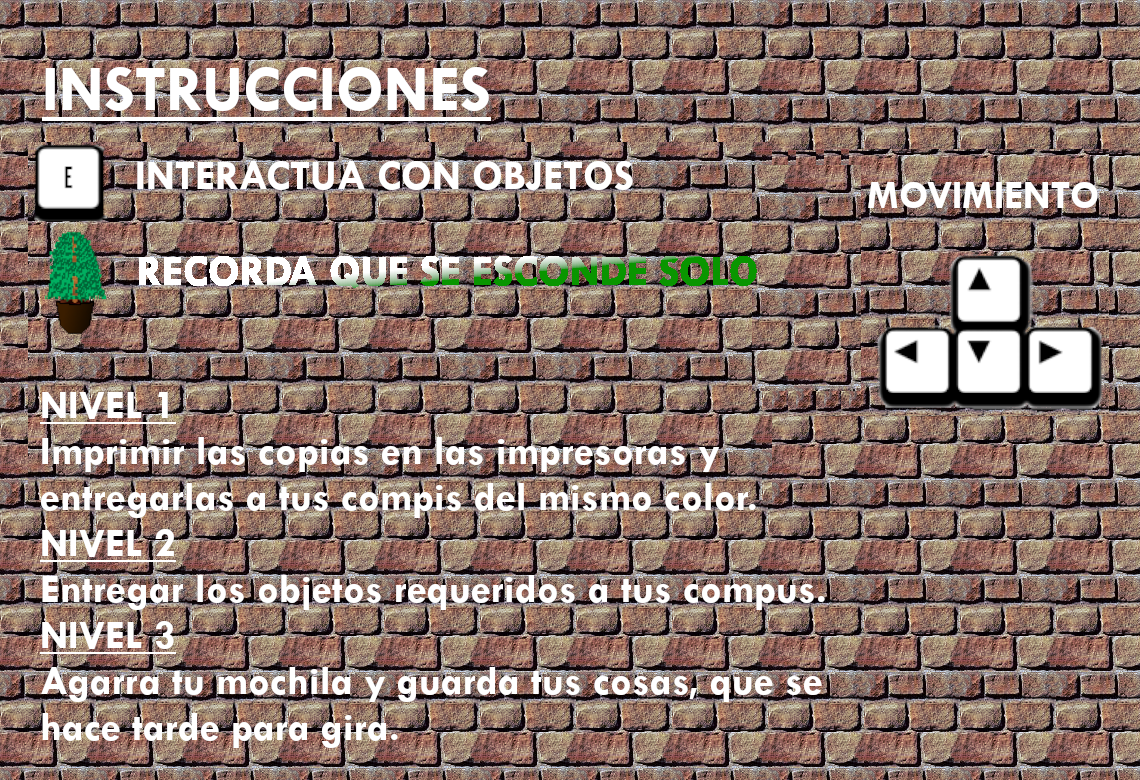 INSTRUCCIONES
E INTERACTUA CON OBJETOS
MOVIMIENTO
RECORDA QUE SE ESCONDE SOLO
NIVEL 1
Imprimir las copias en las impresoras y
entregarlas a tus compis del mismo color.
NIVEL 2
Entregar los objetos requeridos a tus compus.
NIVEL 3
Agarra tu mochila y guarda tus cosas, que se
hace tarde para gira.